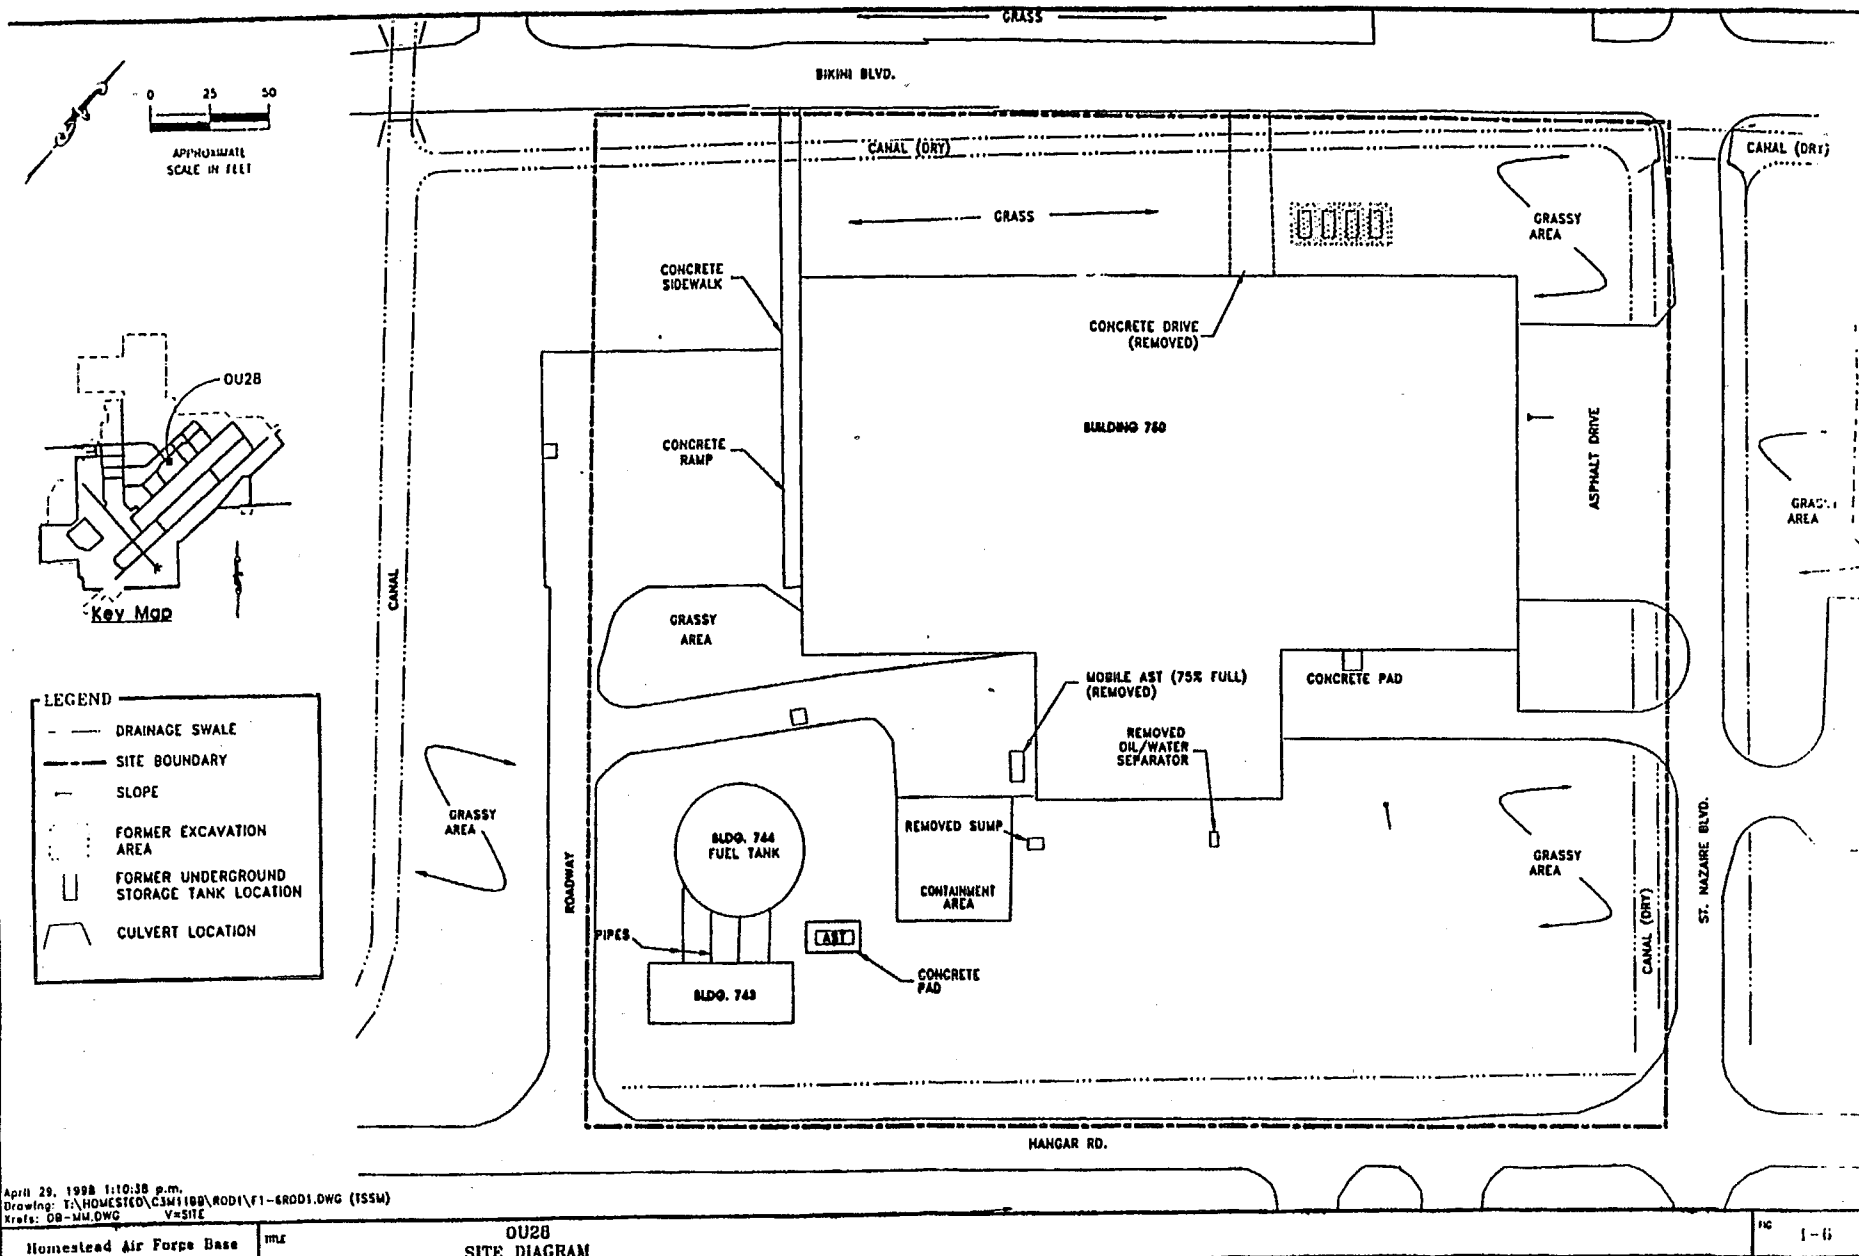 GRASS
BIKINI BLVD.
0 25 50
APPROXIMATE
SCALE IN FEET
CANAL (DRY)
CANAL (DRY)
GRASS
GRASSY
AREA
CONCRETE
SIDEWALK
CONCRETE DRIVE
(REMOVED)
OU28
BUILDING 750
CONCRETE
RAMP
ASPHALT DRIVE
GRASSY
AREA
CANAL
Key Map
GRASSY
AREA
MOBILE AST (75% FULL)
(REMOVED)
CONCRETE PAD
LEGEND
DRAINAGE SWALE
SITE BOUNDARY
SLOPE
FORMER EXCAVATION
AREA
FORMER UNDERGROUND
STORAGE TANK LOCATION
CULVERT LOCATION
REMOVED
OIL/WATER
SEPARATOR
GRASSY
AREA
BLDG. 744
FUEL TANK
REMOVED SUMP
CONTAINMENT
AREA
GRASSY
AREA
ROADWAY
ST. NAZAIRE BLVD.
CANAL (DRY)
PIPES
AST
CONCRETE
PAD
BLDG. 743
HANGAR RD.
April 29, 1998 1:10:38 p.m.
Drawing: T:\HOMESTED\\ROD1\F1-6ROD1.DWG (TSSM)
Xrefs: OB-MM.DWG V=SITE
Homestead Air Force Base
TITLE
OU28
SITE DIAGRAM
FIG
1-6